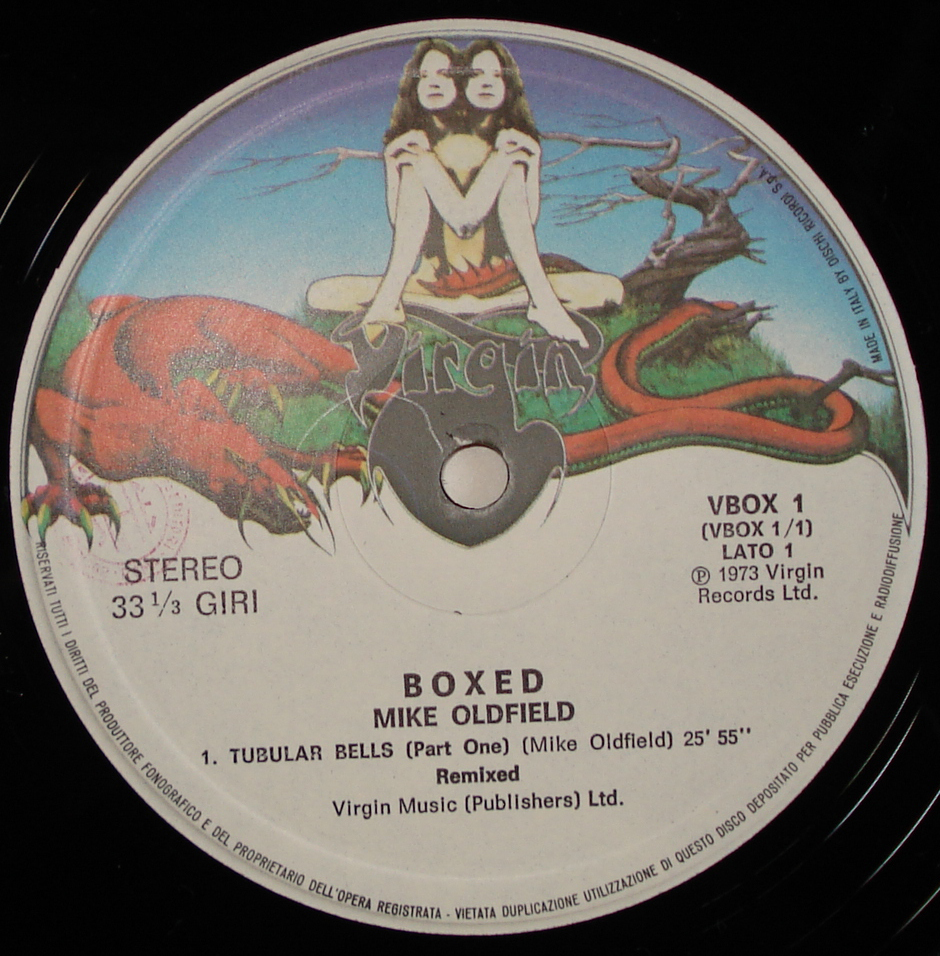 Virgin
MADE IN ITALY BY DISCHI RICORDI S.p.A.
STEREO
33 1/3 GIRI
VBOX 1
(VBOX 1/1)
LATO 1
℗ 1973 Virgin
Records Ltd.
BOXED
MIKE OLDFIELD
1. TUBULAR BELLS (Part One) (Mike Oldfield) 25' 55''
Remixed
Virgin Music (Publishers) Ltd.
RISERVATI TUTTI I DIRITTI DEL PRODUTTORE FONOGRAFICO E DEL PROPRIETARIO DELL'OPERA REGISTRATA - VIETATA DUPLICAZIONE UTILIZZAZIONE DI QUESTO DISCO DEPOSITATO PER PUBBLICA ESECUZIONE E RADIODIFFUSIONE